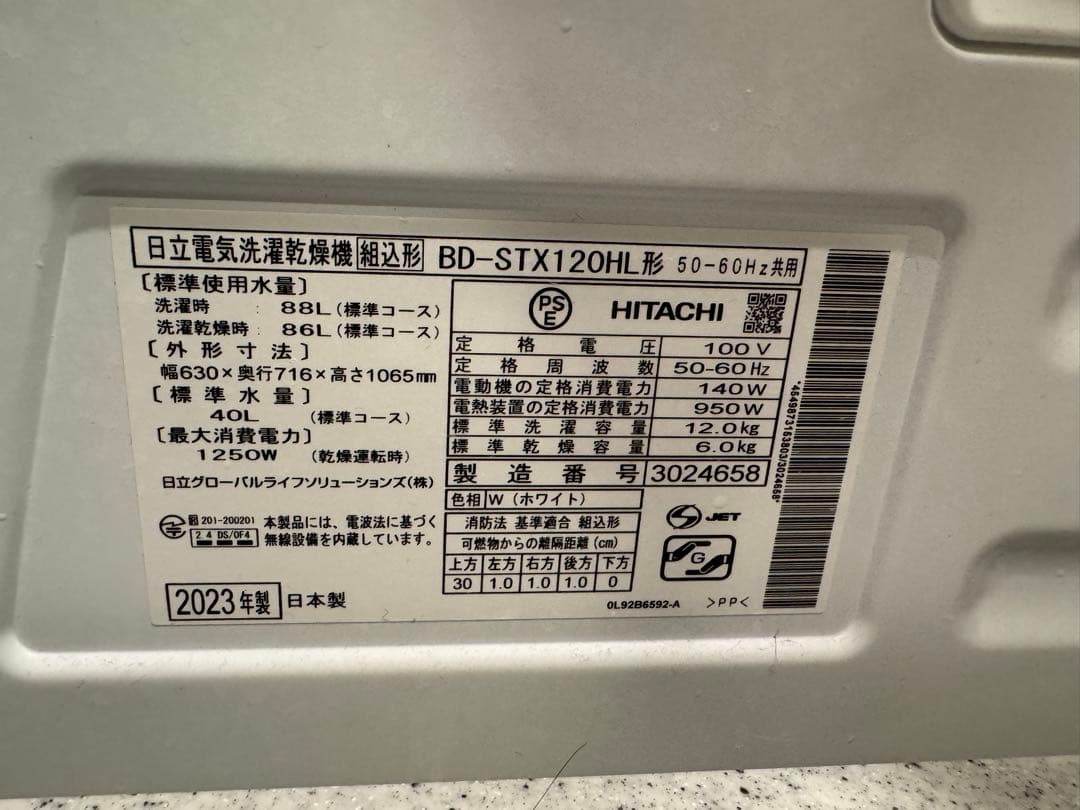 日立電気洗濯乾燥機 組込形 BD-STX120HL形 50-60Hz共用
〔標準使用水量〕
洗濯時 : 88L (標準コース)
洗濯乾燥時 : 86L (標準コース)
〔外形寸法〕
幅630×奥行716×高さ1065mm
〔標準水量〕
40L (標準コース)
〔最大消費電力〕
1250W (乾燥運転時)
日立グローバルライフソリューションズ(株)
R 201-200201
2.4 DS/OF4
本製品には、電波法に基づく
無線設備を内蔵しています。
2023年製 日本製
PSE HITACHI
定格電圧 100V
定格周波数 50-60Hz
電動機の定格消費電力 140W
電熱装置の定格消費電力 950W
標準洗濯容量 12.0kg
標準乾燥容量 6.0kg
製造番号 3024658
色相 W (ホワイト)
消防法 基準適合 組込形
可燃物からの離隔距離(cm)
上方 左方 右方 後方 下方
30 1.0 1.0 1.0 0
S JET
G
0L92B6592-A >PP<
*4549873163803/3024658*